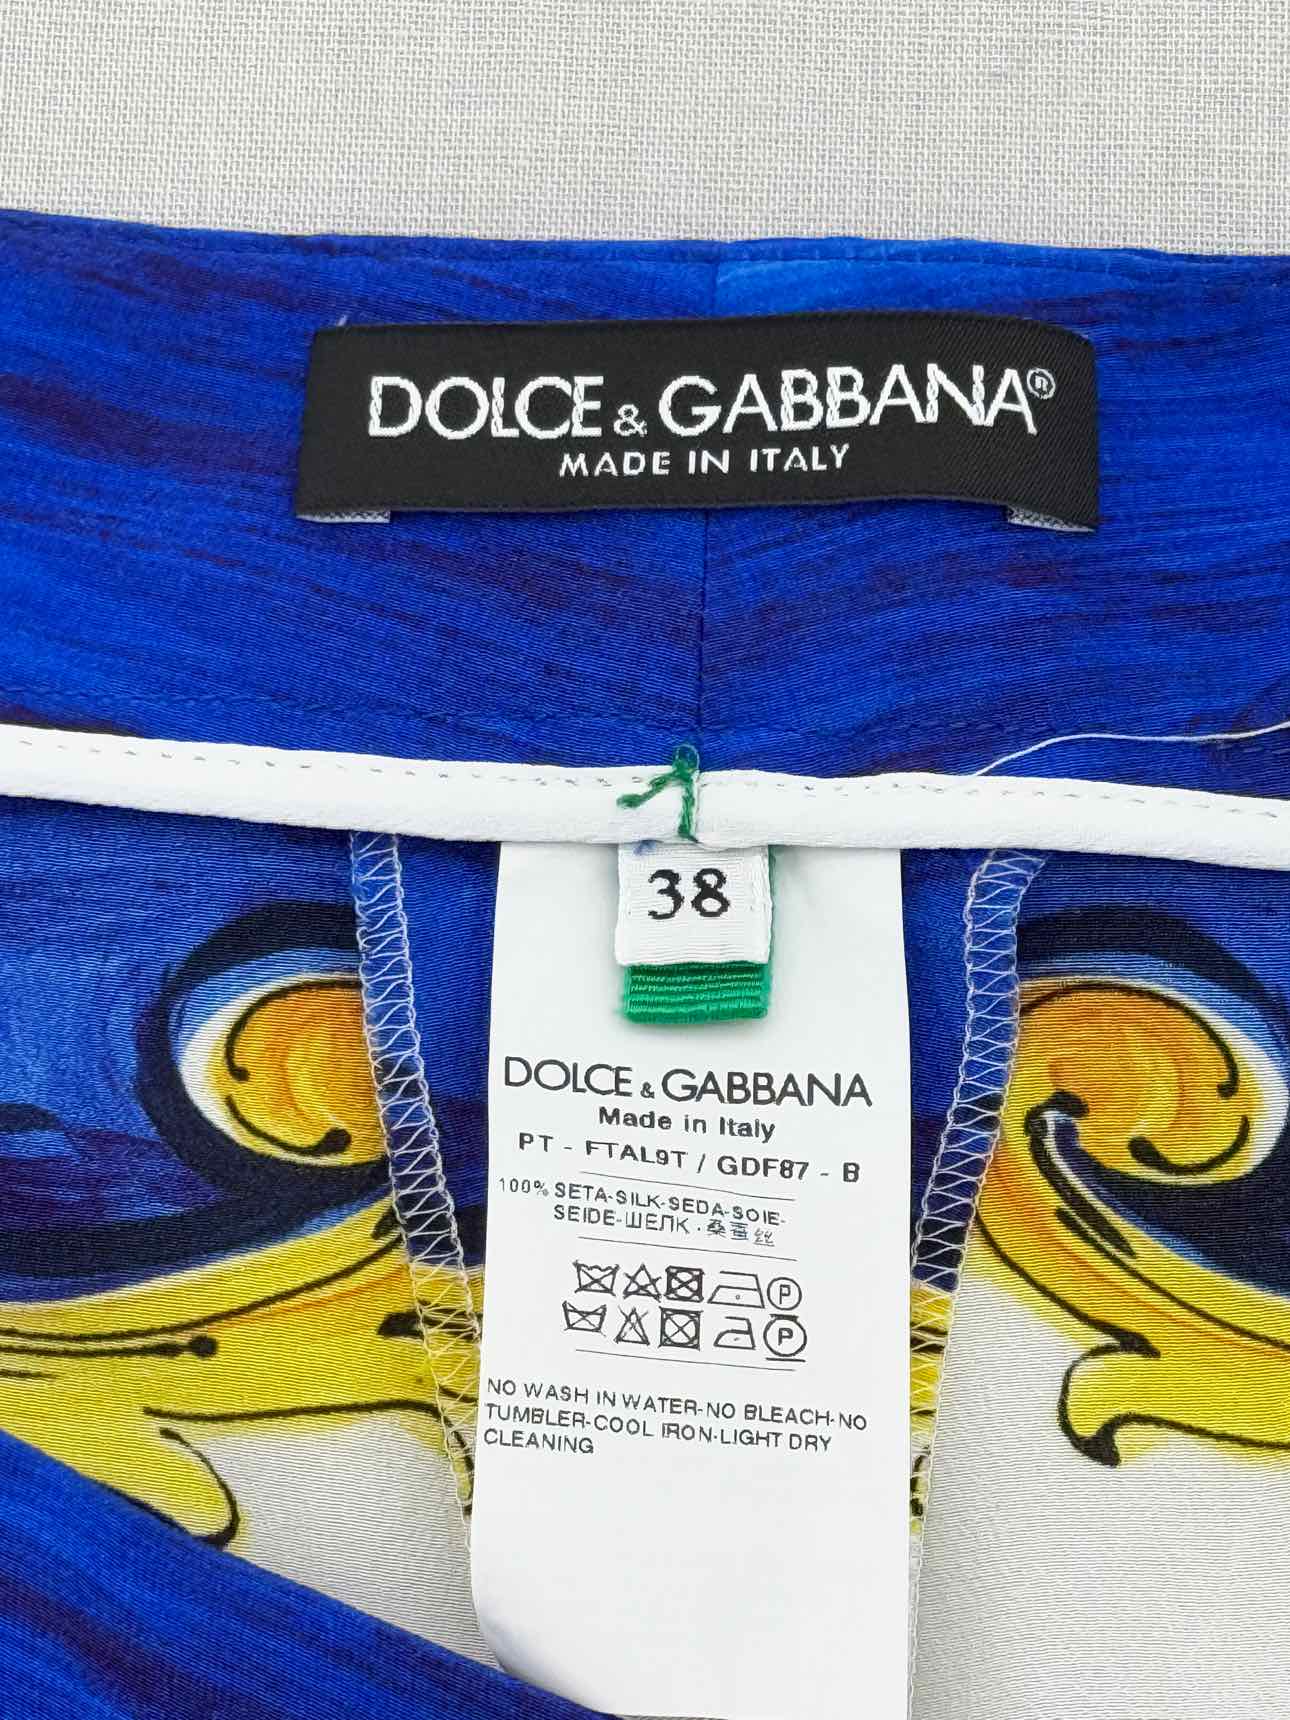 DOLCE & GABBANA®
MADE IN ITALY
38
DOLCE & GABBANA
Made in Italy
PT - FTAL9T / GDF87 - B
100% SETA-SILK-SEDA-SOIE-
SEIDE-ШЕЛК · 桑蚕丝
P
P
NO WASH IN WATER-NO BLEACH-NO
TUMBLER-COOL IRON-LIGHT DRY
CLEANING